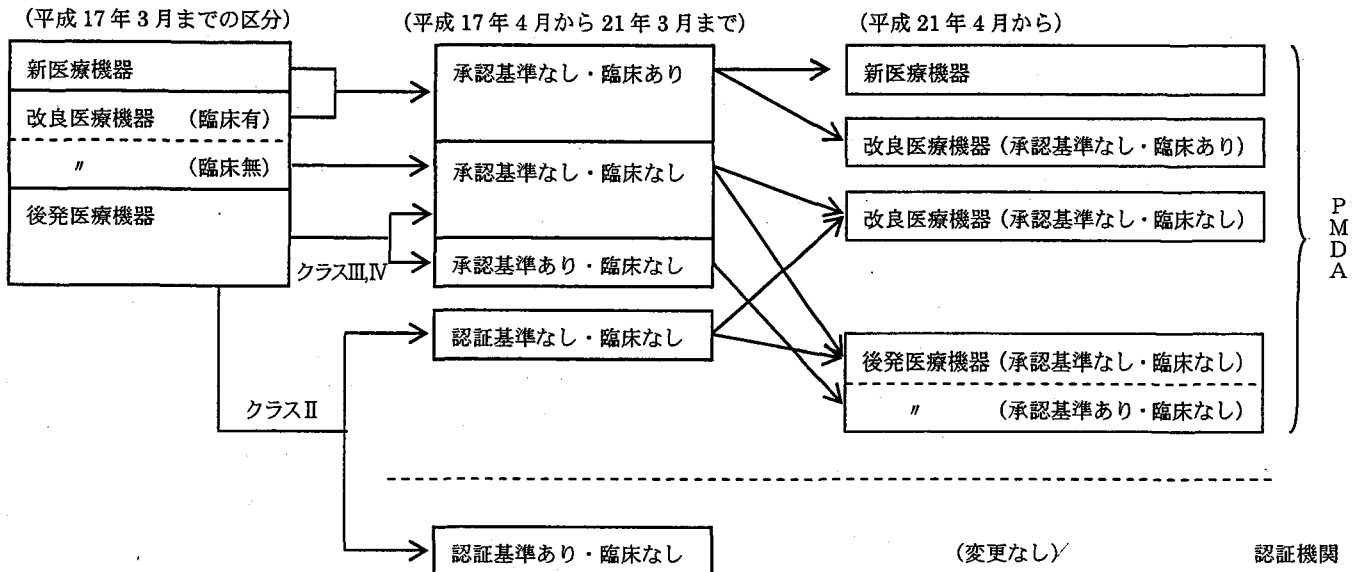 (平成 17 年 3 月までの区分)
(平成 17 年 4 月から 21 年 3 月まで)
(平成 21 年 4 月から)
新医療機器
改良医療機器 (臨床有)
〃 (臨床無)
後発医療機器
クラスⅢ,Ⅳ
クラスⅡ
承認基準なし・臨床あり
承認基準なし・臨床なし
承認基準あり・臨床なし
認証基準なし・臨床なし
認証基準あり・臨床なし
新医療機器
改良医療機器 (承認基準なし・臨床あり)
改良医療機器 (承認基準なし・臨床なし)
後発医療機器 (承認基準なし・臨床なし)
〃 (承認基準あり・臨床なし)
(変更なし)
PMDA
認証機関